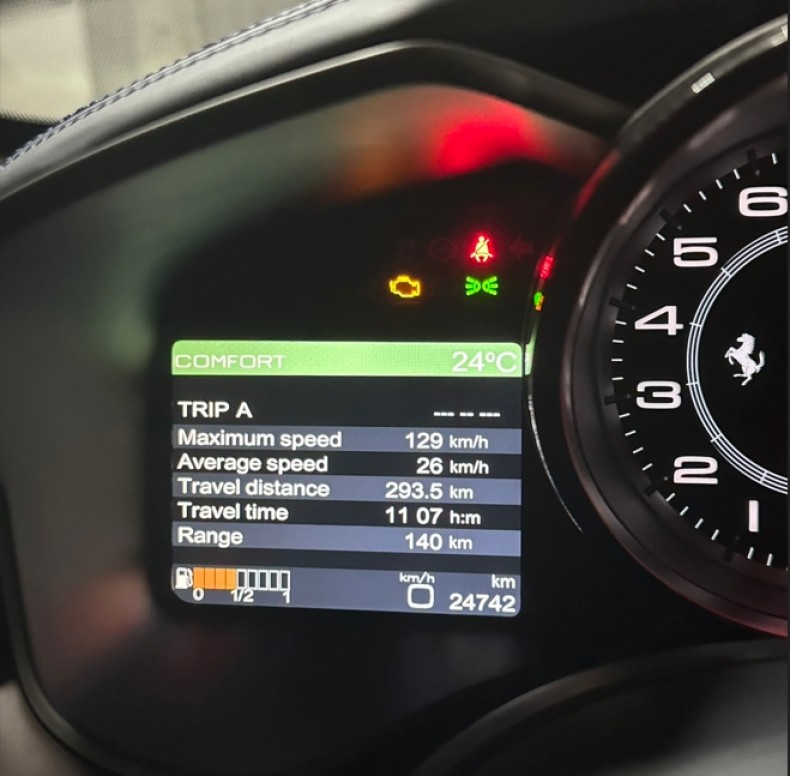 COMFORT 24ºC
TRIP A --- -- ---
Maximum speed 129 km/h
Average speed 26 km/h
Travel distance 293.5 km
Travel time 11 07 h:m
Range 140 km
0 1/2 1
km/h km
0 24742
6
5
4
3
2
1